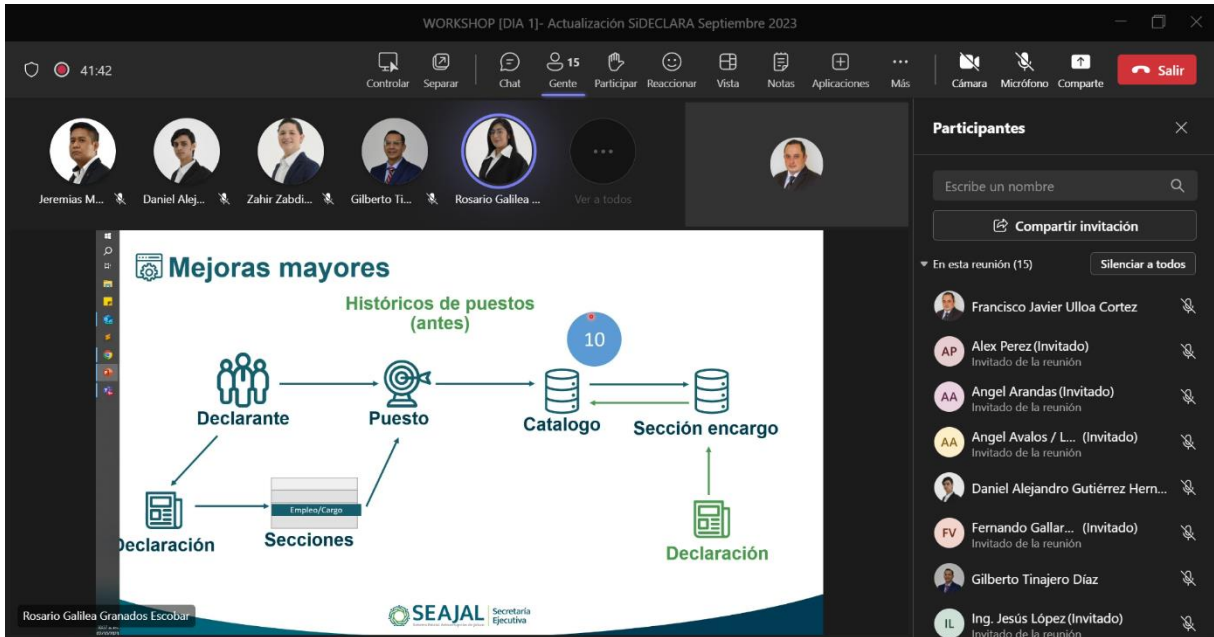 WORKSHOP [DIA 1]- Actualización SiDECLARA Septiembre 2023
41:42
Controlar
Separar
Chat
15
Gente
Participar
Reaccionar
Vista
Notas
Aplicaciones
Más
Cámara
Micrófono
Comparte
Salir
Jeremias M...
Daniel Alej...
Zahir Zabdi...
Gilberto Ti...
Rosario Galilea ...
Ver a todos
Mejoras mayores
Históricos de puestos
(antes)
10
Declarante
Puesto
Catalogo
Sección encargo
Empleo/Cargo
Declaración
Secciones
Declaración
SEAJAL
Secretaría
Ejecutiva
Rosario Galilea Granados Escobar
Participantes
Escribe un nombre
Compartir invitación
En esta reunión (15)
Silenciar a todos
Francisco Javier Ulloa Cortez
AP
Alex Perez (Invitado)
Invitado de la reunión
AA
Angel Arandas (Invitado)
Invitado de la reunión
AA
Angel Avalos / L... (Invitado)
Invitado de la reunión
Daniel Alejandro Gutiérrez Hern...
FV
Fernando Gallar... (Invitado)
Invitado de la reunión
Gilberto Tinajero Díaz
IL
Ing. Jesús López (Invitado)
Invitado de la reunión